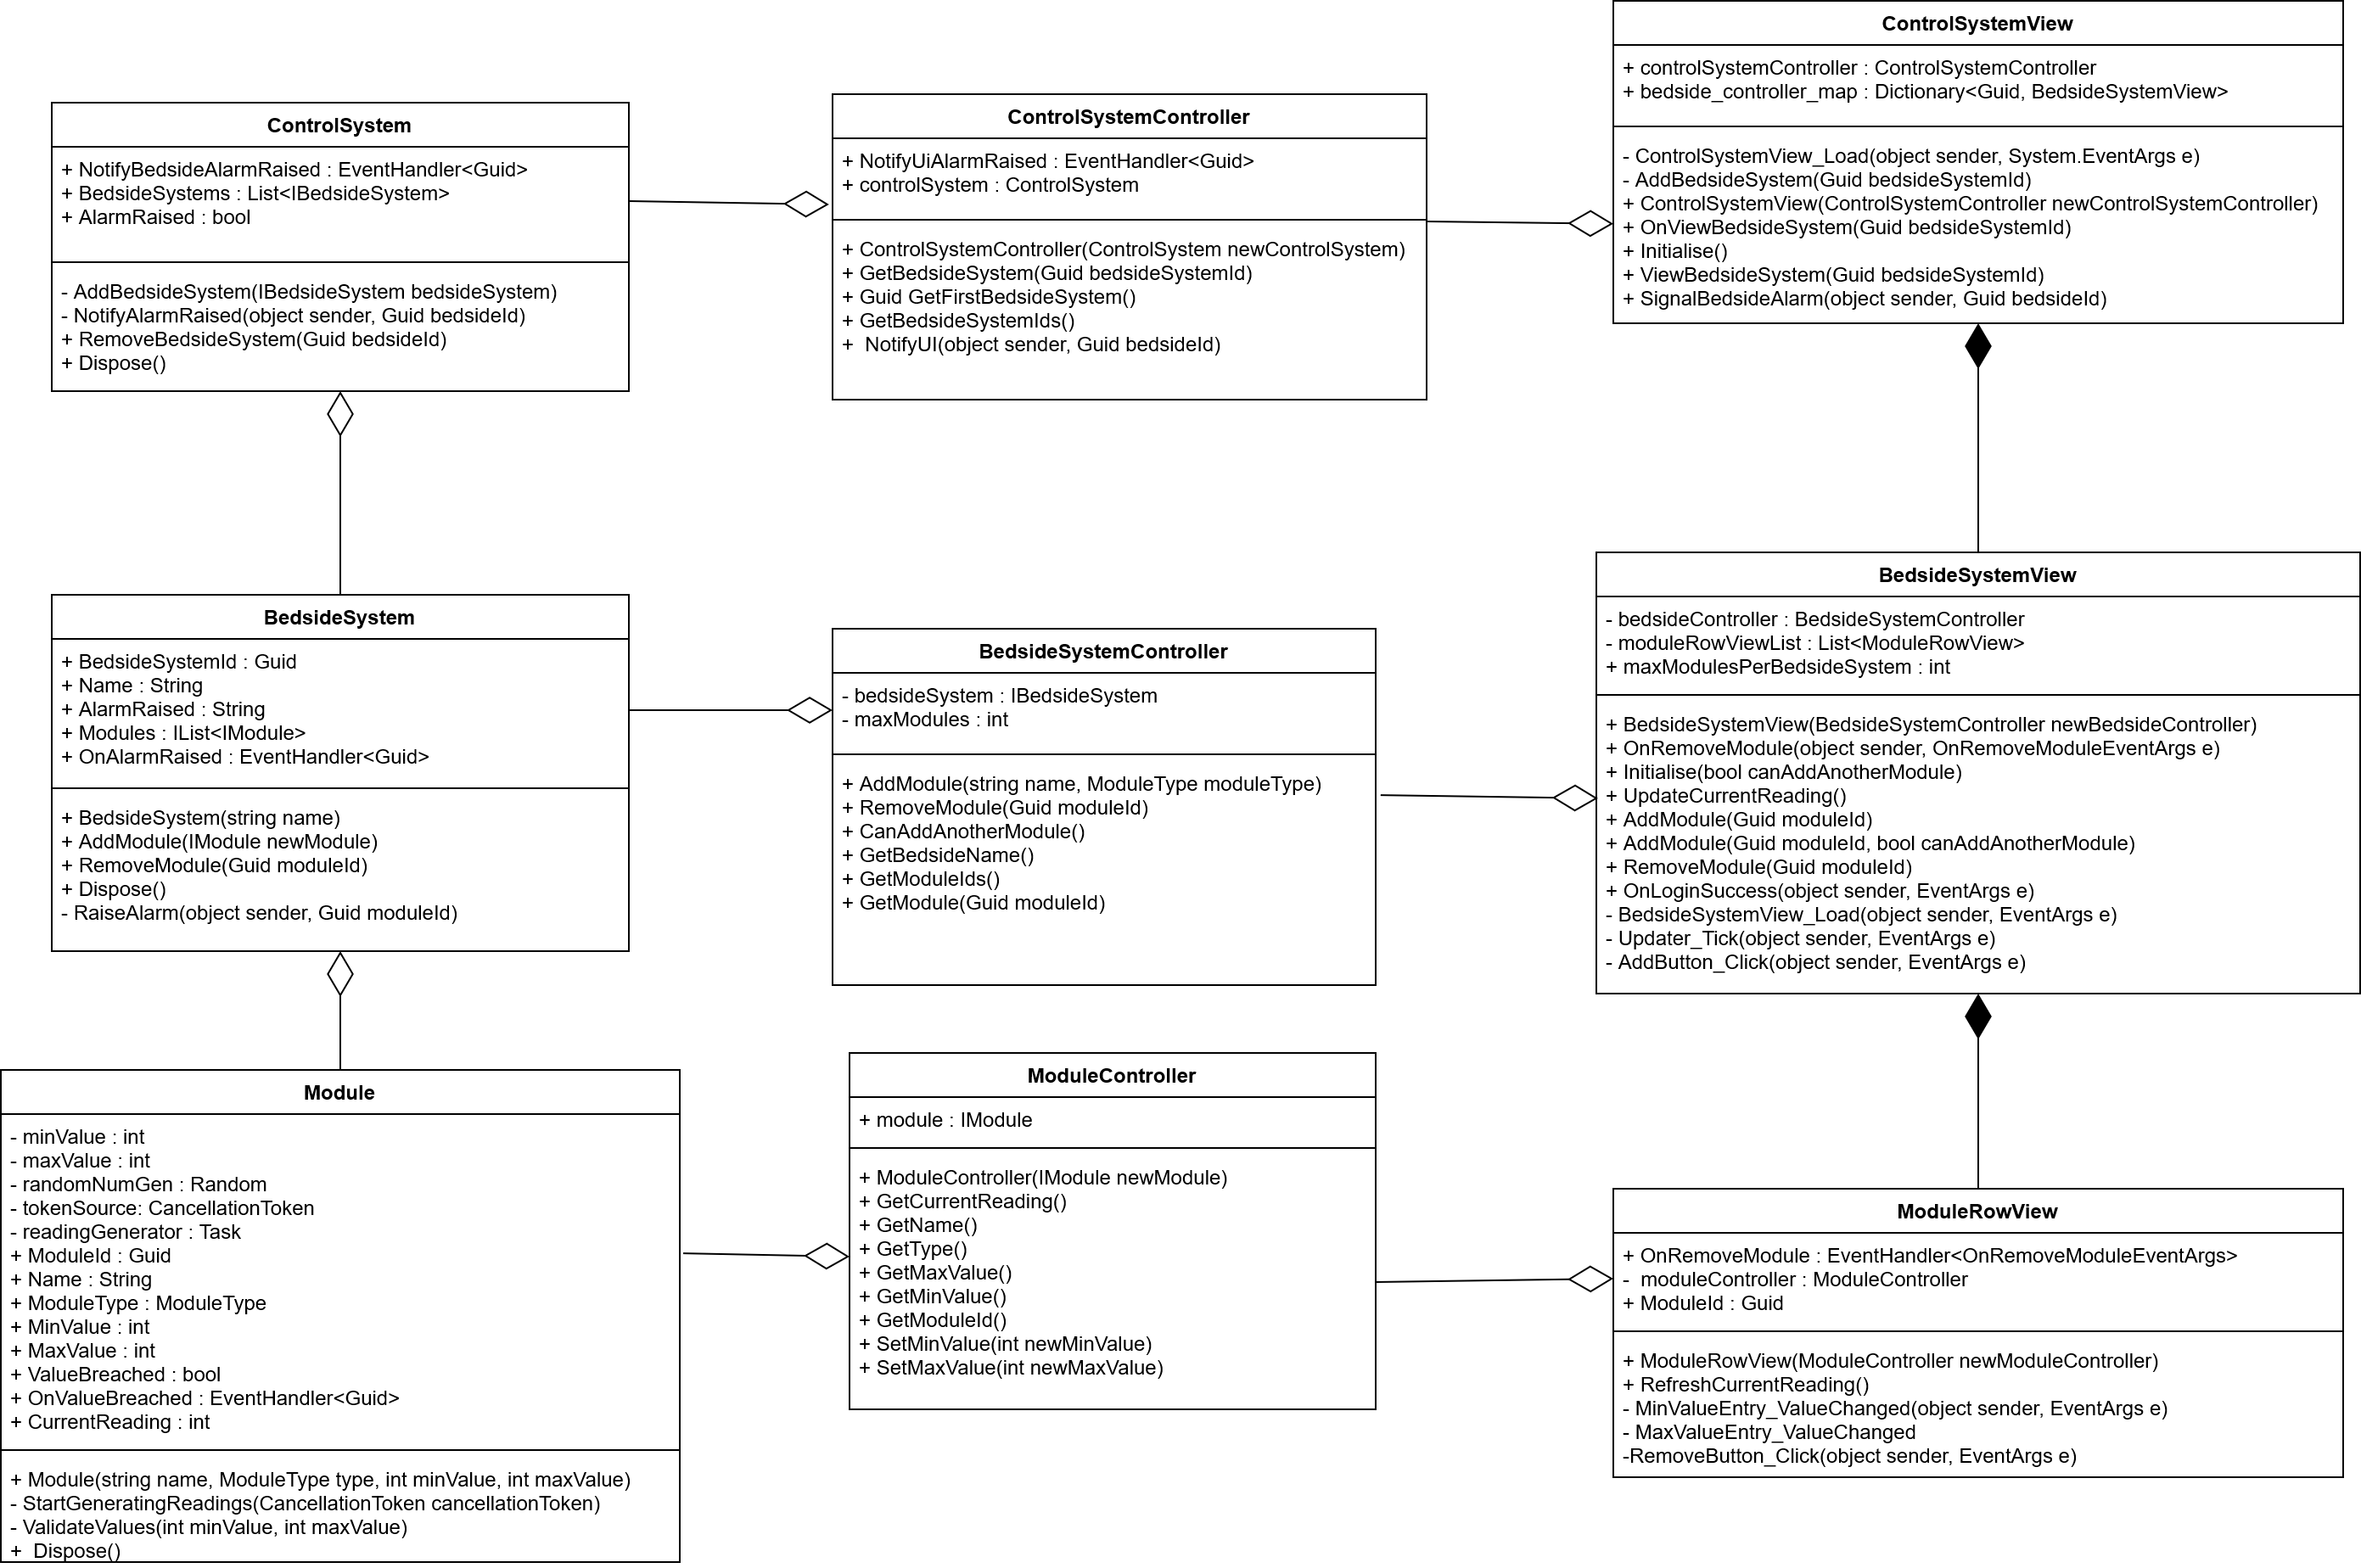 ControlSystemView
+ controlSystemController : ControlSystemController
+ bedside_controller_map : Dictionary<Guid, BedsideSystemView>
- ControlSystemView_Load(object sender, System.EventArgs e)
- AddBedsideSystem(Guid bedsideSystemId)
+ ControlSystemView(ControlSystemController newControlSystemController)
+ OnViewBedsideSystem(Guid bedsideSystemId)
+ Initialise()
+ ViewBedsideSystem(Guid bedsideSystemId)
+ SignalBedsideAlarm(object sender, Guid bedsideId)
ControlSystem
+ NotifyBedsideAlarmRaised : EventHandler<Guid>
+ BedsideSystems : List<IBedsideSystem>
+ AlarmRaised : bool
- AddBedsideSystem(IBedsideSystem bedsideSystem)
- NotifyAlarmRaised(object sender, Guid bedsideId)
+ RemoveBedsideSystem(Guid bedsideId)
+ Dispose()
ControlSystemController
+ NotifyUiAlarmRaised : EventHandler<Guid>
+ controlSystem : ControlSystem
+ ControlSystemController(ControlSystem newControlSystem)
+ GetBedsideSystem(Guid bedsideSystemId)
+ Guid GetFirstBedsideSystem()
+ GetBedsideSystemIds()
+  NotifyUI(object sender, Guid bedsideId)
BedsideSystem
+ BedsideSystemId : Guid
+ Name : String
+ AlarmRaised : String
+ Modules : IList<IModule>
+ OnAlarmRaised : EventHandler<Guid>
+ BedsideSystem(string name)
+ AddModule(IModule newModule)
+ RemoveModule(Guid moduleId)
+ Dispose()
- RaiseAlarm(object sender, Guid moduleId)
BedsideSystemController
- bedsideSystem : IBedsideSystem
- maxModules : int
+ AddModule(string name, ModuleType moduleType)
+ RemoveModule(Guid moduleId)
+ CanAddAnotherModule()
+ GetBedsideName()
+ GetModuleIds()
+ GetModule(Guid moduleId)
BedsideSystemView
- bedsideController : BedsideSystemController
- moduleRowViewList : List<ModuleRowView>
+ maxModulesPerBedsideSystem : int
+ BedsideSystemView(BedsideSystemController newBedsideController)
+ OnRemoveModule(object sender, OnRemoveModuleEventArgs e)
+ Initialise(bool canAddAnotherModule)
+ UpdateCurrentReading()
+ AddModule(Guid moduleId)
+ AddModule(Guid moduleId, bool canAddAnotherModule)
+ RemoveModule(Guid moduleId)
+ OnLoginSuccess(object sender, EventArgs e)
- BedsideSystemView_Load(object sender, EventArgs e)
- Updater_Tick(object sender, EventArgs e)
- AddButton_Click(object sender, EventArgs e)
Module
- minValue : int
- maxValue : int
- randomNumGen : Random
- tokenSource: CancellationToken
- readingGenerator : Task
+ ModuleId : Guid
+ Name : String
+ ModuleType : ModuleType
+ MinValue : int
+ MaxValue : int
+ ValueBreached : bool
+ OnValueBreached : EventHandler<Guid>
+ CurrentReading : int
+ Module(string name, ModuleType type, int minValue, int maxValue)
- StartGeneratingReadings(CancellationToken cancellationToken)
- ValidateValues(int minValue, int maxValue)
+  Dispose()
ModuleController
+ module : IModule
+ ModuleController(IModule newModule)
+ GetCurrentReading()
+ GetName()
+ GetType()
+ GetMaxValue()
+ GetMinValue()
+ GetModuleId()
+ SetMinValue(int newMinValue)
+ SetMaxValue(int newMaxValue)
ModuleRowView
+ OnRemoveModule : EventHandler<OnRemoveModuleEventArgs>
-  moduleController : ModuleController
+ ModuleId : Guid
+ ModuleRowView(ModuleController newModuleController)
+ RefreshCurrentReading()
- MinValueEntry_ValueChanged(object sender, EventArgs e)
- MaxValueEntry_ValueChanged
-RemoveButton_Click(object sender, EventArgs e)